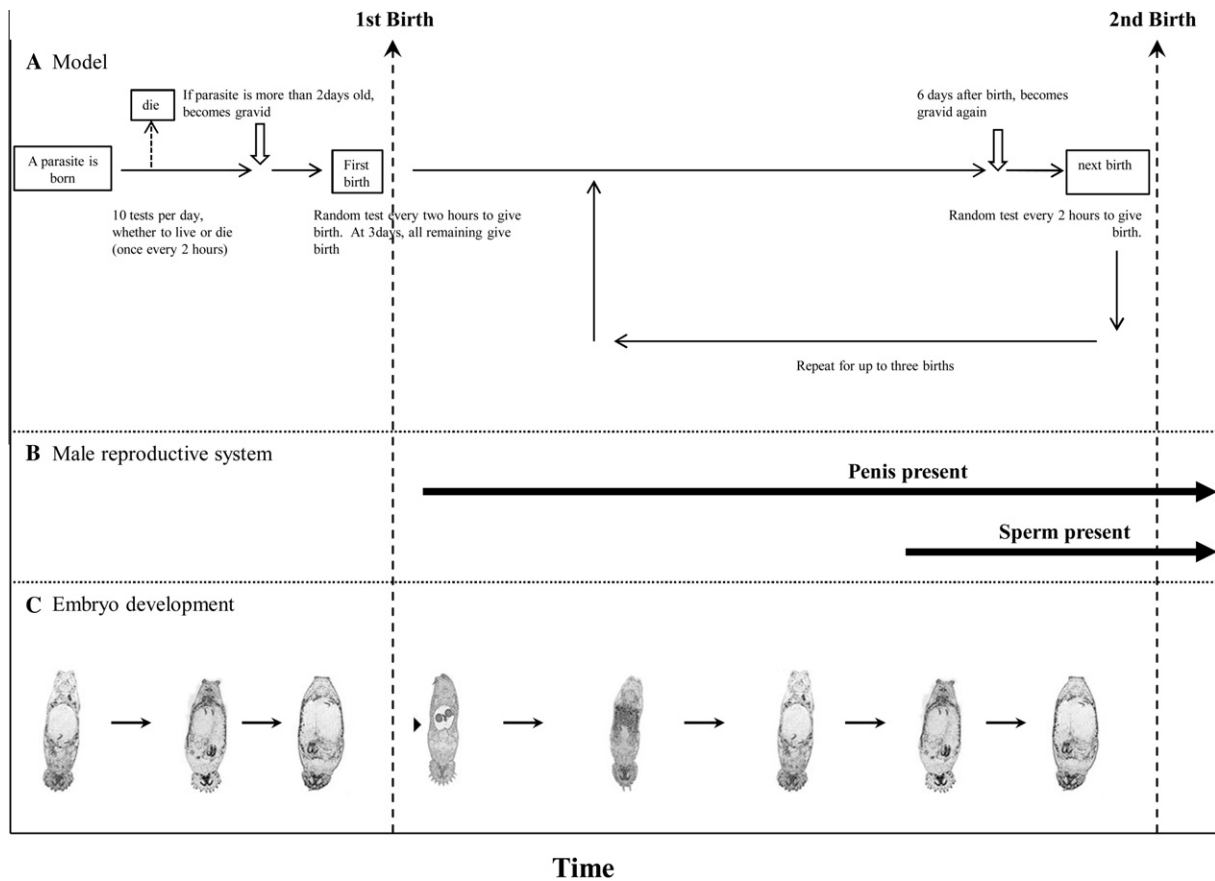 1st Birth
2nd Birth
A Model
die
If parasite is more than 2days old,
becomes gravid
6 days after birth, becomes
gravid again
A parasite is
born
First
birth
next birth
10 tests per day,
whether to live or die
(once every 2 hours)
Random test every two hours to give
birth. At 3days, all remaining give
birth
Random test every 2 hours to give
birth.
Repeat for up to three births
B Male reproductive system
Penis present
Sperm present
C Embryo development
Time